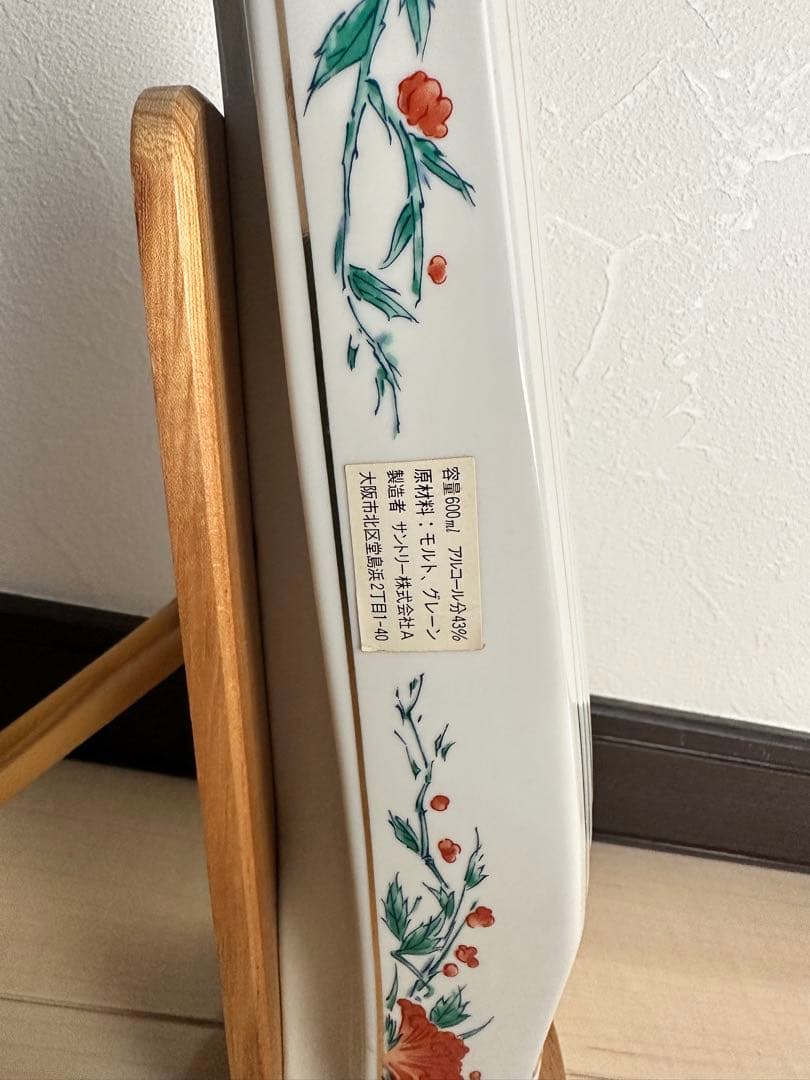 容量600㎖ アルコール分43%
原材料：モルト、グレーン
製造者 サントリー株式会社A
大阪市北区堂島浜2丁目1-40